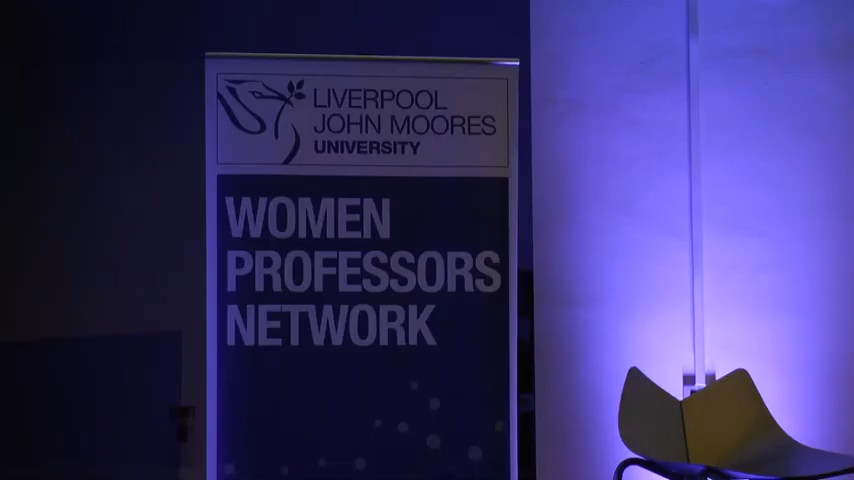 LIVERPOOL
JOHN MOORES
UNIVERSITY
WOMEN
PROFESSORS
NETWORK